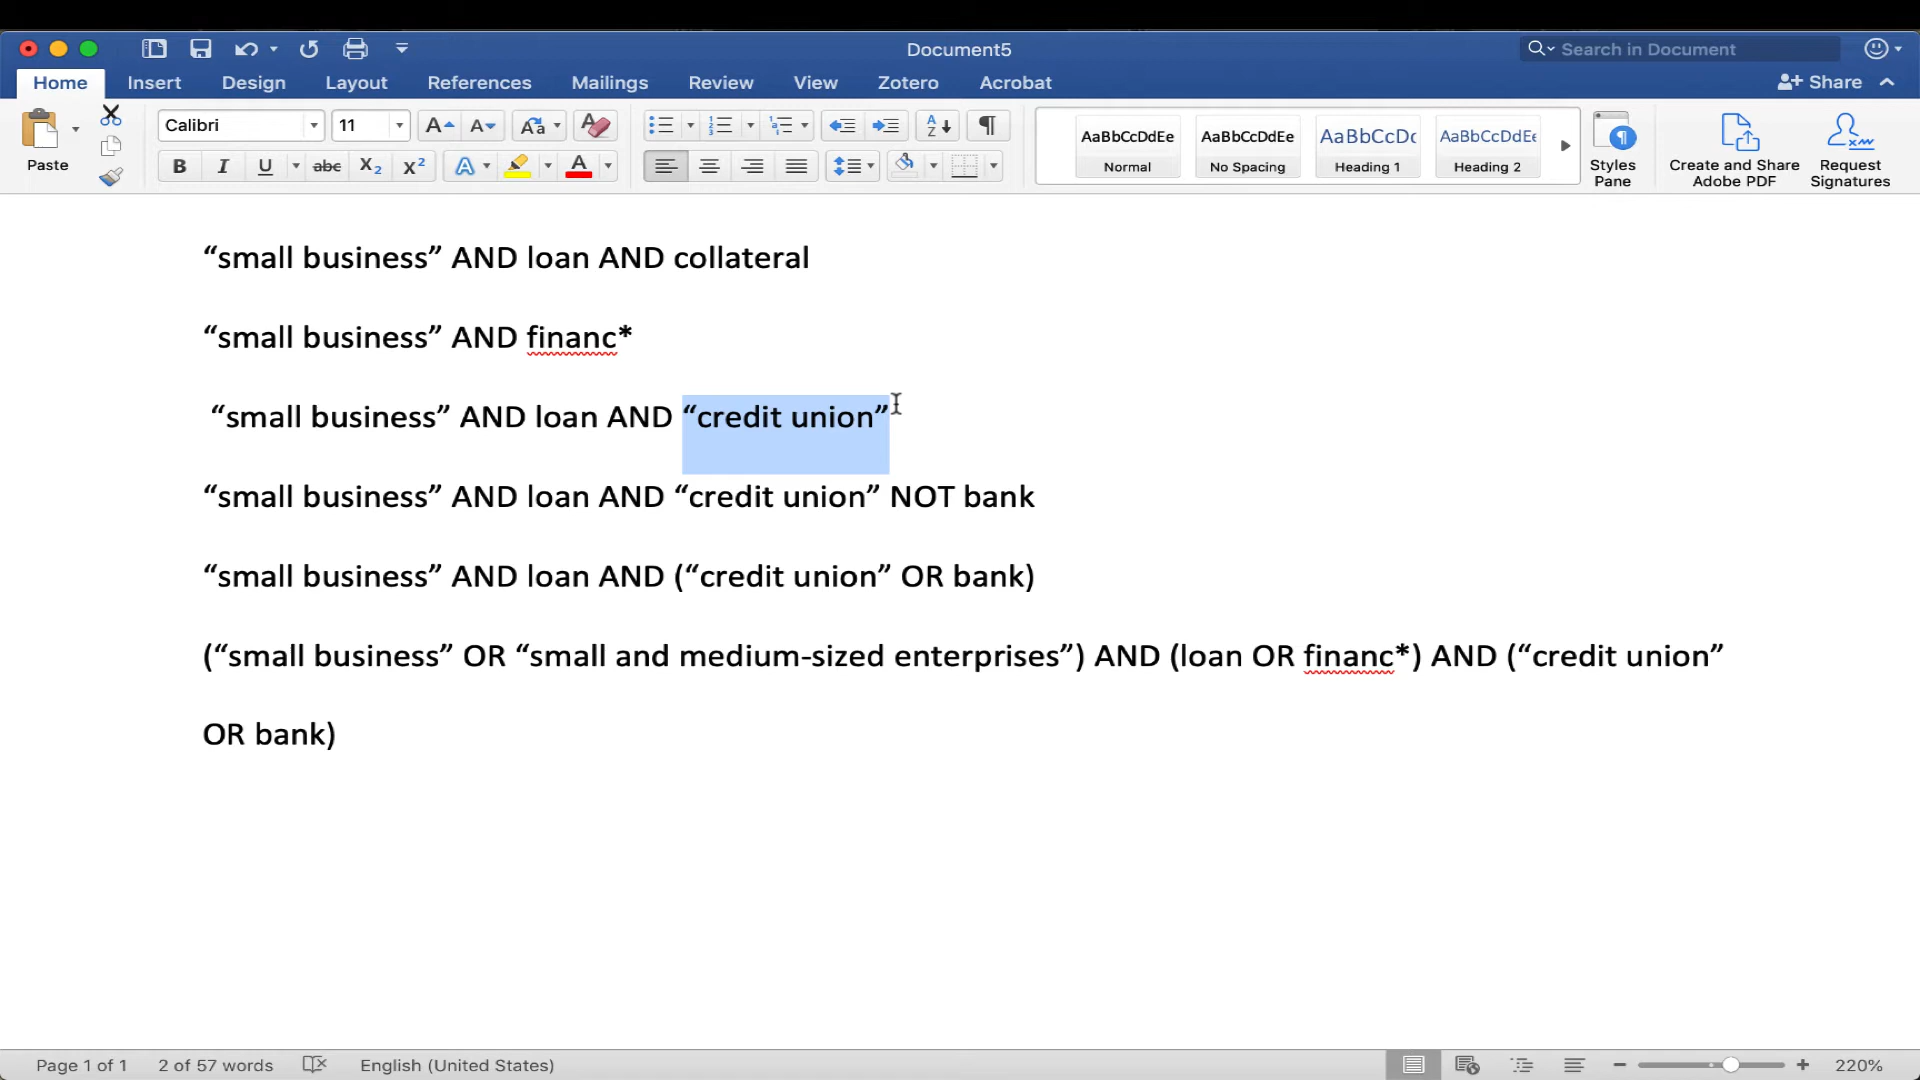 Document5
Search in Document
Home Insert Design Layout References Mailings Review View Zotero Acrobat Share
Paste
Calibri 11
AaBbCcDdEe AaBbCcDdEe AaBbCcDc AaBbCcDdEe
Normal No Spacing Heading 1 Heading 2
Styles Pane
Create and Share Adobe PDF
Request Signatures
“small business” AND loan AND collateral
“small business” AND financ*
“small business” AND loan AND “credit union”
“small business” AND loan AND “credit union” NOT bank
“small business” AND loan AND (“credit union” OR bank)
(“small business” OR “small and medium-sized enterprises”) AND (loan OR financ*) AND (“credit union”
OR bank)
Page 1 of 1 2 of 57 words English (United States) 220%